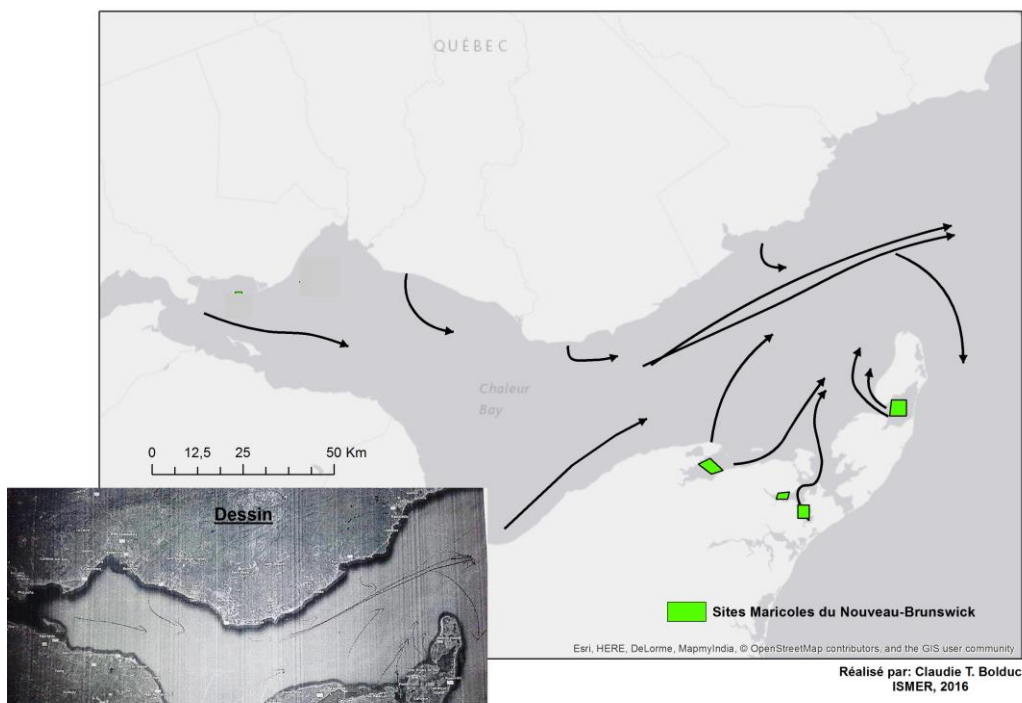 QUÉBEC
Chaleur
Bay
0 12,5 25 50 Km
Dessin
Sites Maricoles du Nouveau-Brunswick
Esri, HERE, DeLorme, MapmyIndia, © OpenStreetMap contributors, and the GIS user community
Réalisé par: Claudie T. Bolduc
ISMER, 2016